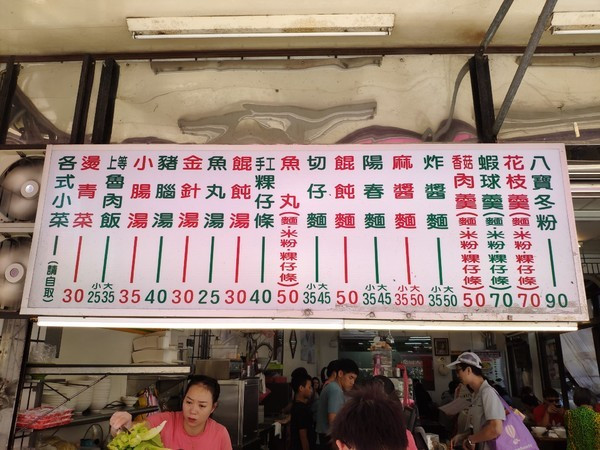 八寶冬粉 90
花枝羹(麵·米粉·粿仔條) 70
蝦球羹(麵·米粉·粿仔條) 70
香菇肉羹(麵·米粉·粿仔條) 50
炸醬麵 大50 小35
麻醬麵 大50 小35
陽春麵 大45 小35
餛飩麵 50
切仔麵 大45 小35
魚丸(麵·米粉·粿仔條) 50
手工粿仔條 40
餛飩湯 30
魚丸湯 25
金針湯 30
豬腦湯 40
小腸湯 35
上等魯肉飯 大35 小25
燙青菜 30
各式小菜(請自取)